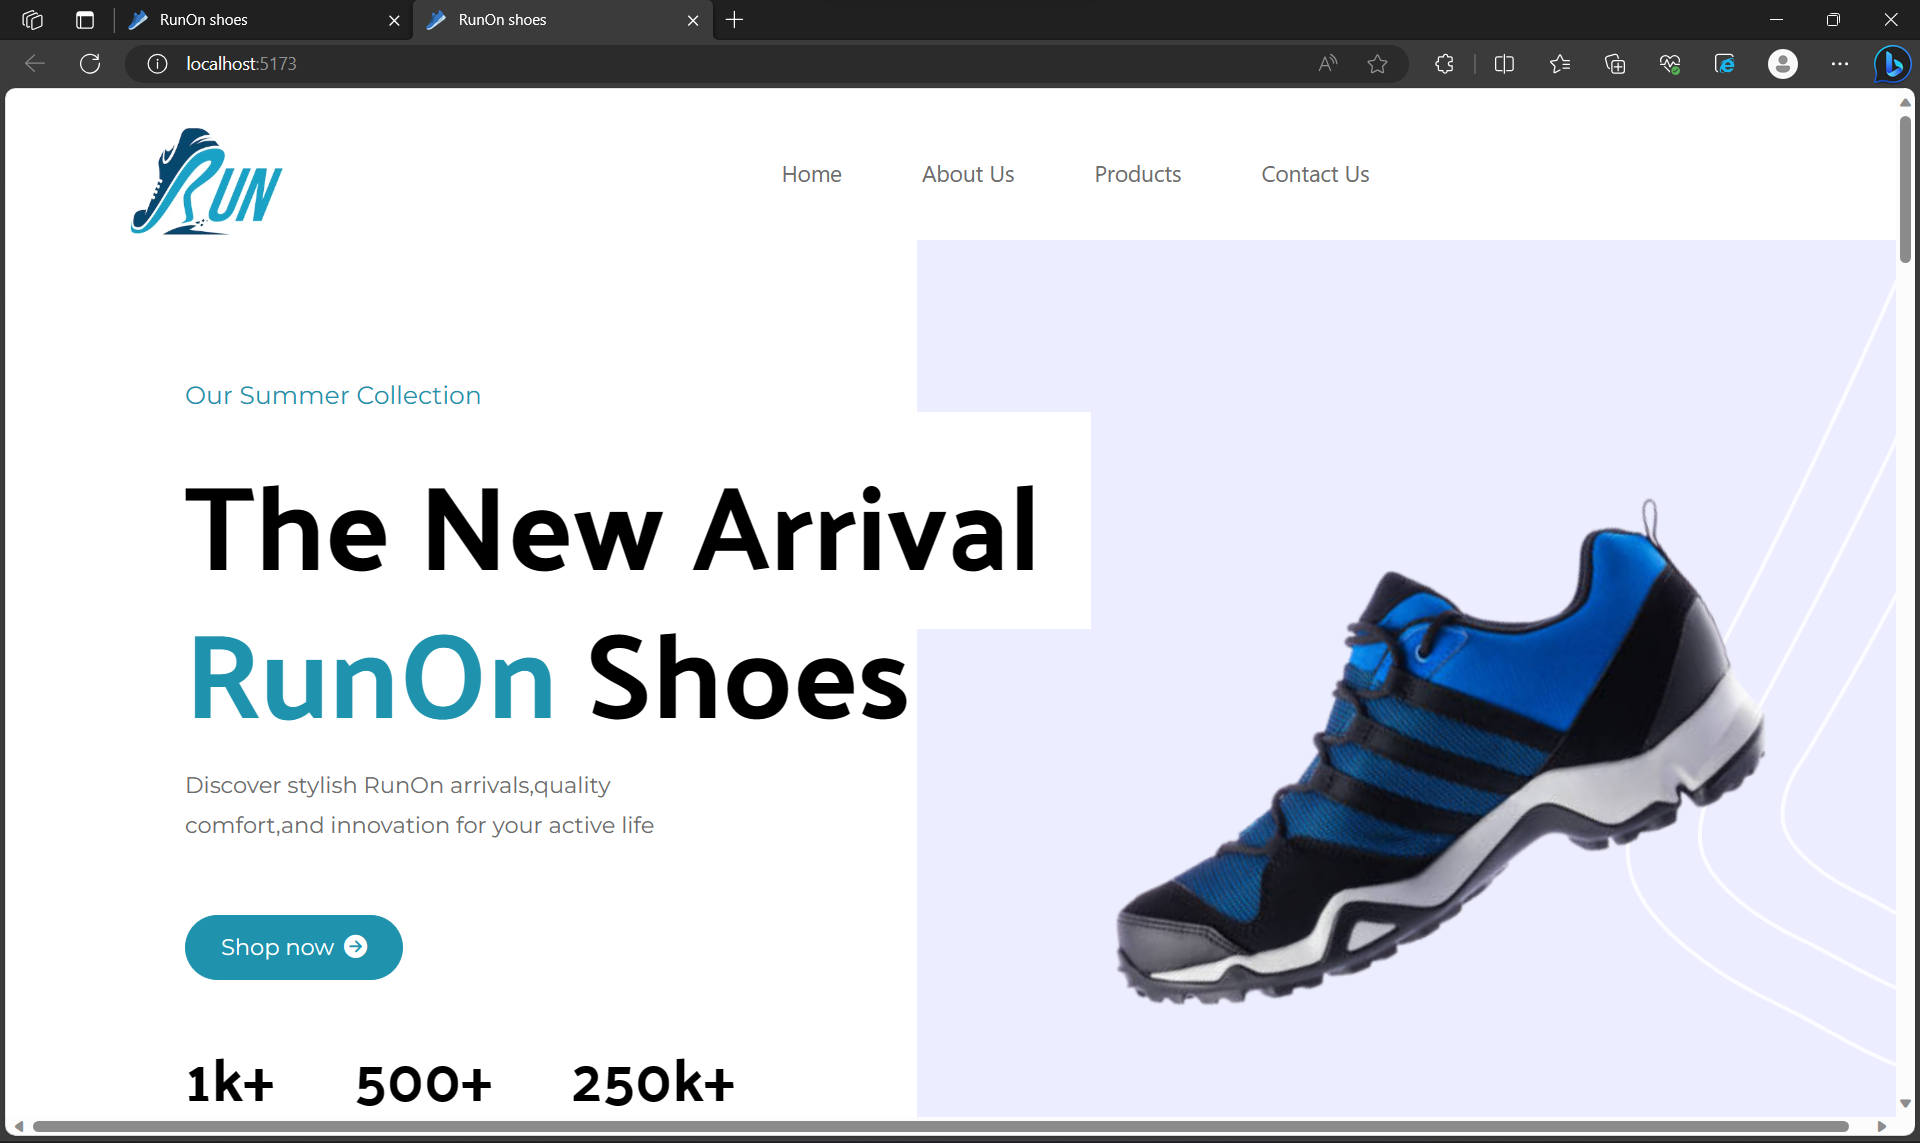 RunOn shoes
RunOn shoes
localhost:5173
RUN
Home
About Us
Products
Contact Us
Our Summer Collection
The New Arrival
RunOn Shoes
Discover stylish RunOn arrivals,quality
comfort,and innovation for your active life
Shop now
1k+
500+
250k+